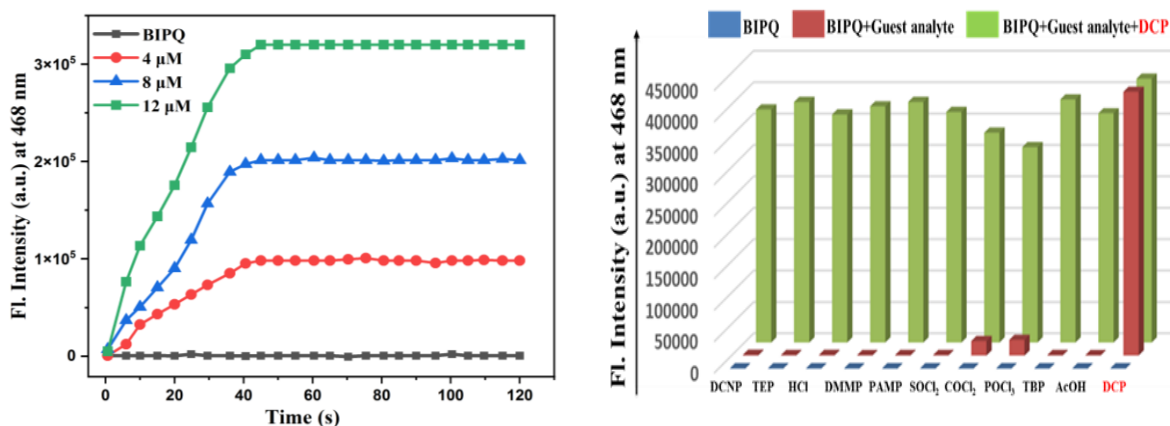 Fl. Intensity (a.u.) at 468 nm
3×10⁵
2×10⁵
1×10⁵
0
BIPQ
4 µM
8 µM
12 µM
0 20 40 60 80 100 120
Time (s)
BIPQ BIPQ+Guest analyte BIPQ+Guest analyte+DCP
Fl. Intensity (a.u.) at 468 nm
450000
400000
350000
300000
250000
200000
150000
100000
50000
0
DCNP TEP HCl DMMP PAMP SOCl₂ COCl₂ POCl₃ TBP AcOH DCP